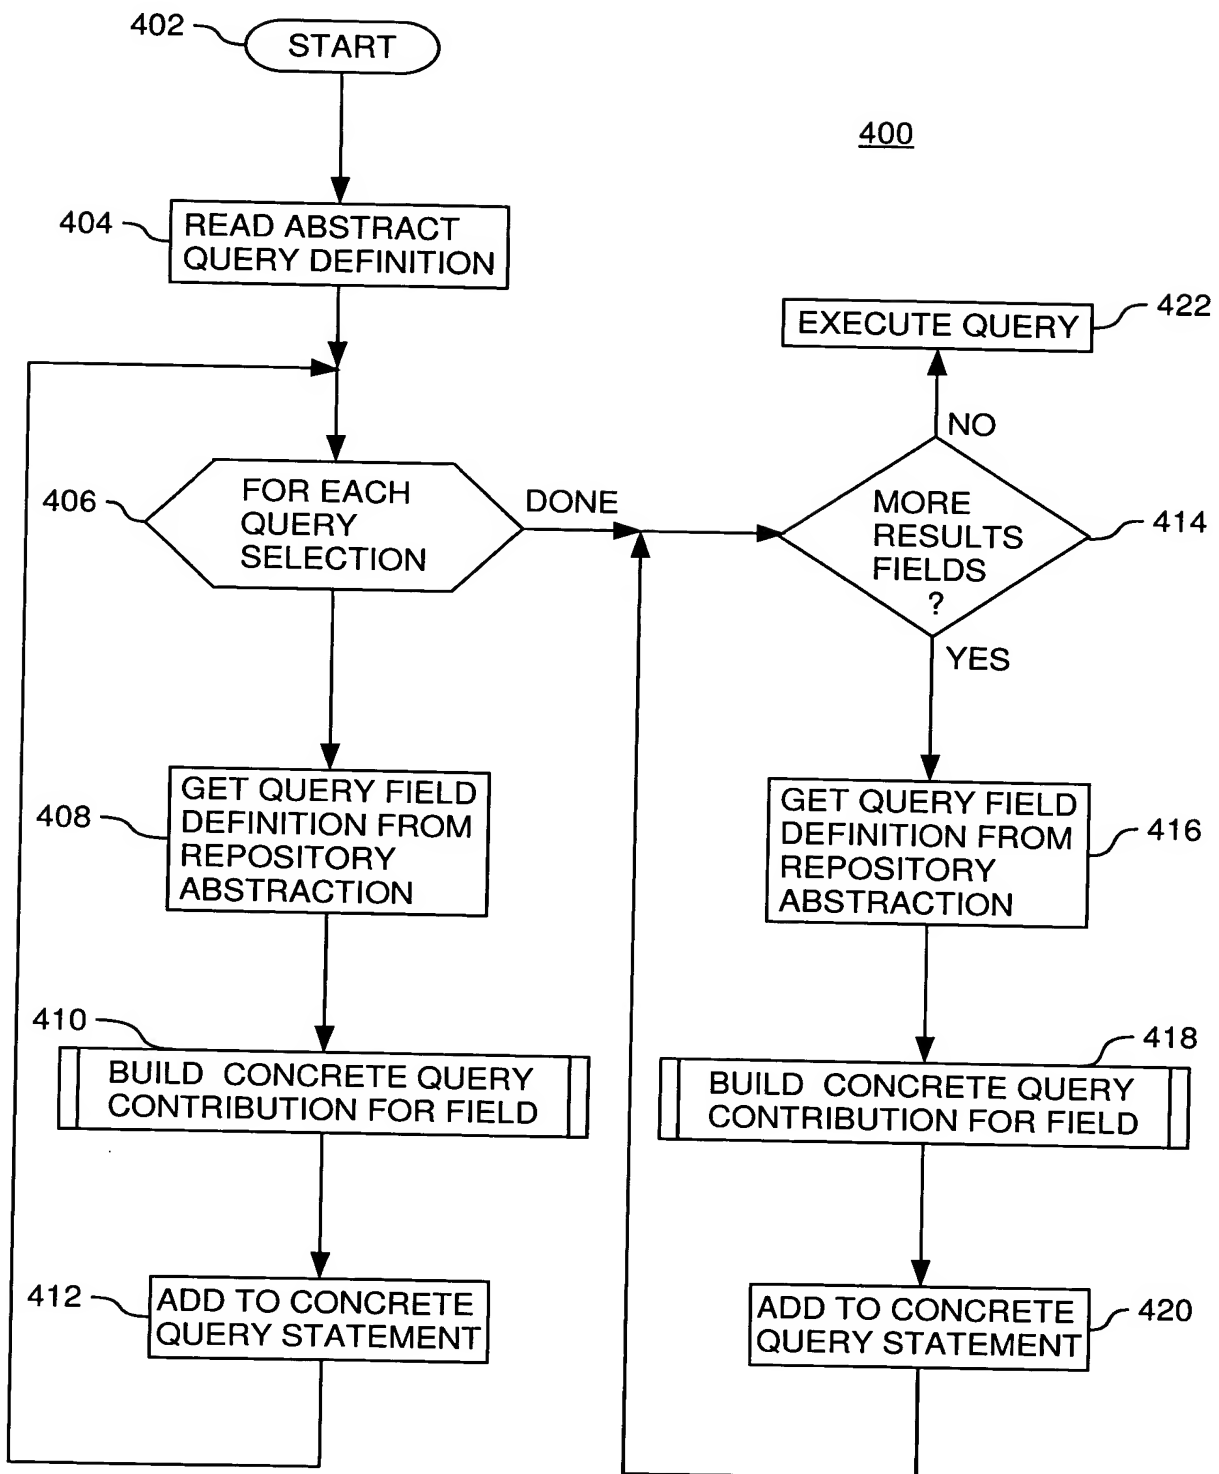 402
START
400
404
READ ABSTRACT
QUERY DEFINITION
406
FOR EACH
QUERY
SELECTION
DONE
408
GET QUERY FIELD
DEFINITION FROM
REPOSITORY
ABSTRACTION
410
BUILD CONCRETE QUERY
CONTRIBUTION FOR FIELD
412
ADD TO CONCRETE
QUERY STATEMENT
EXECUTE QUERY
422
NO
MORE
RESULTS
FIELDS
?
414
YES
GET QUERY FIELD
DEFINITION FROM
REPOSITORY
ABSTRACTION
416
418
BUILD CONCRETE QUERY
CONTRIBUTION FOR FIELD
ADD TO CONCRETE
QUERY STATEMENT
420